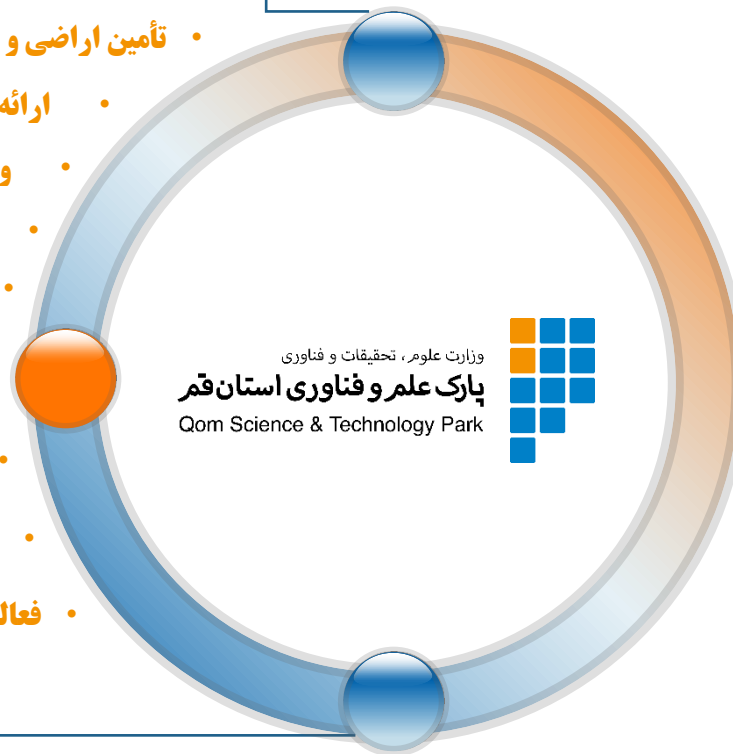 • تأمین اراضی و
• ارائه
• و
•
•
وزارت علوم، تحقیقات و فناوری
پارک علم و فناوری استان قم
Qom Science & Technology Park
•
•
• فعال